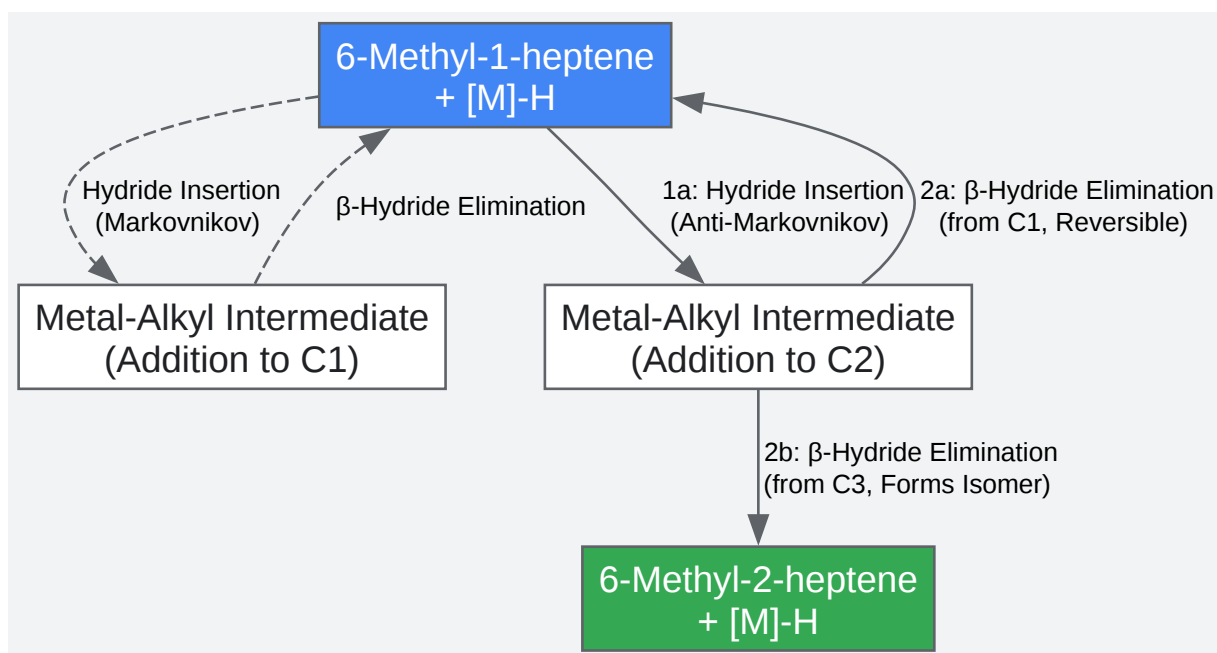 6-Methyl-1-heptene
+ [M]-H
Hydride Insertion
(Markovnikov)
β-Hydride Elimination
1a: Hydride Insertion
(Anti-Markovnikov)
2a: β-Hydride Elimination
(from C1, Reversible)
Metal-Alkyl Intermediate
(Addition to C1)
Metal-Alkyl Intermediate
(Addition to C2)
2b: β-Hydride Elimination
(from C3, Forms Isomer)
6-Methyl-2-heptene
+ [M]-H